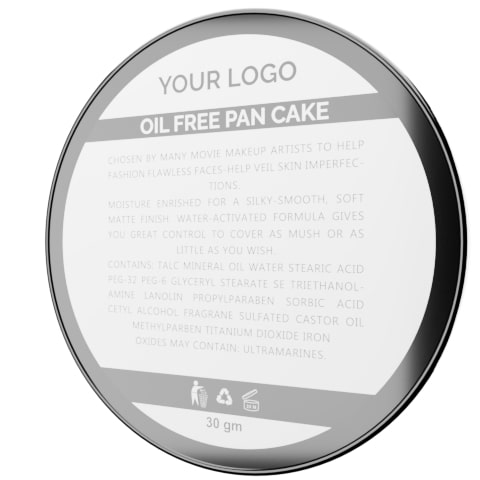 YOUR LOGO
OIL FREE PAN CAKE
CHOSEN BY MANY MOVIE MAKEUP ARTISTS TO HELP
FASHION FLAWLESS FACES-HELP VEIL SKIN IMPERFEC-
TIONS.
MOISTURE ENRISHED FOR A SILKY-SMOOTH, SOFT
MATTE FINISH. WATER-ACTIVATED FORMULA GIVES
YOU GREAT CONTROL TO COVER AS MUSH OR AS
LITTLE AS YOU WISH.
CONTAINS: TALC MINERAL OIL WATER STEARIC ACID
PEG-32 PEG-6 GLYCERYL STEARATE SE TRIETHANOL-
AMINE LANOLIN PROPYLPARABEN SORBIC ACID
CETYL ALCOHOL FRAGRANE SULFATED CASTOR OIL
METHYLPARBEN TITANIUM DIOXIDE IRON
OXIDES MAY CONTAIN: ULTRAMARINES.
30 gm